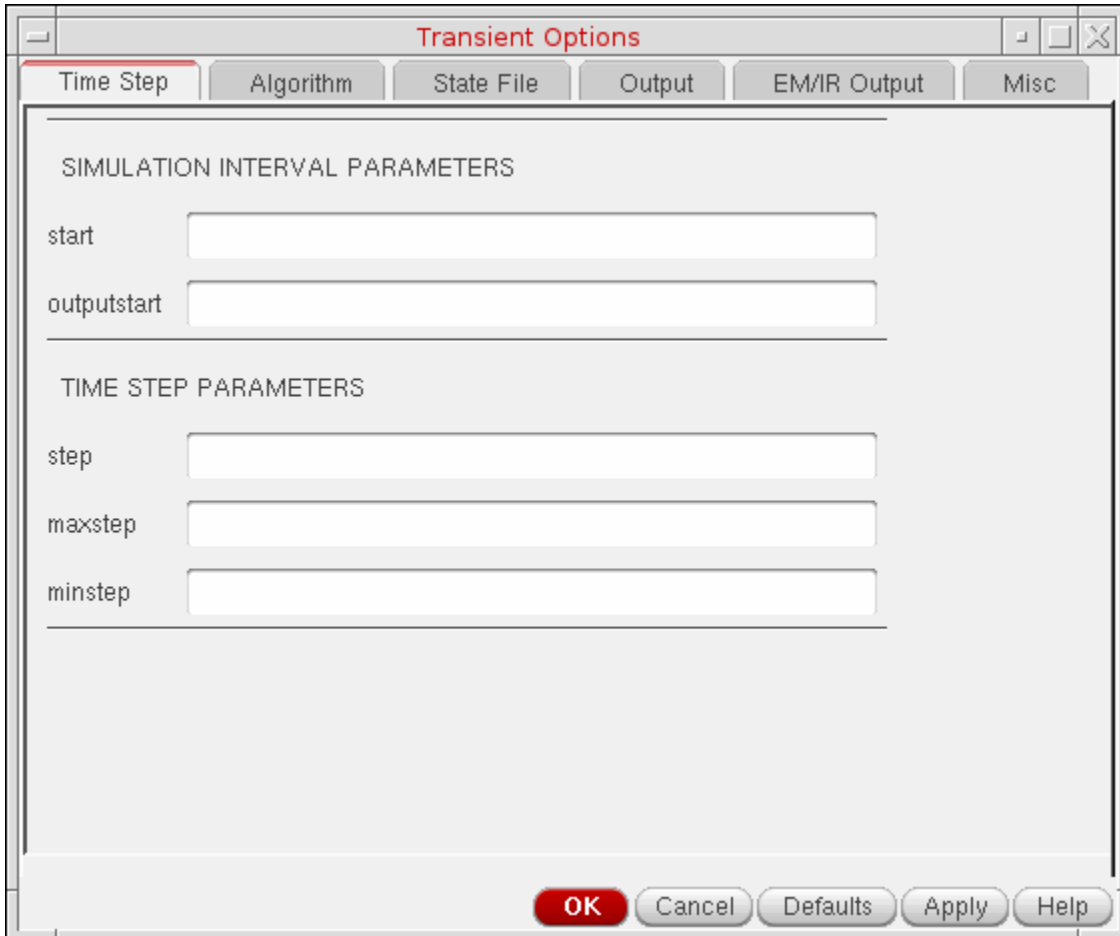 Transient Options
Time Step Algorithm State File Output EM/IR Output Misc
SIMULATION INTERVAL PARAMETERS
start
outputstart
TIME STEP PARAMETERS
step
maxstep
minstep
OK Cancel Defaults Apply Help